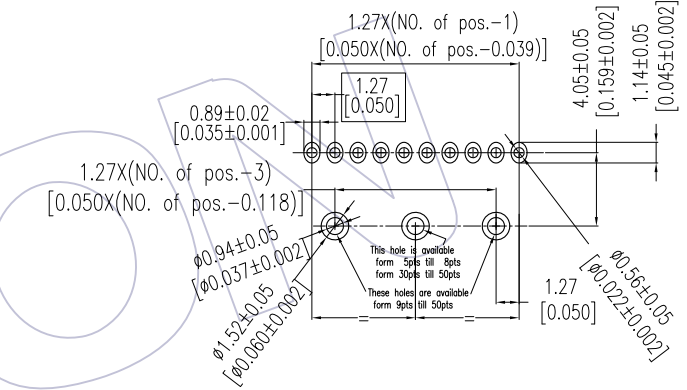 1.27X(NO. of pos.-1)
[0.050X(NO. of pos.-0.039)]
4.05±0.05
[0.159±0.002]
1.14±0.05
[0.045±0.002]
1.27
[0.050]
0.89±0.02
[0.035±0.001]
1.27X(NO. of pos.-3)
[0.050X(NO. of pos.-0.118)]
ø0.94±0.05
[ø0.037±0.002]
ø1.52±0.05
[ø0.060±0.002]
This hole is available
form 5pts till 8pts
form 30pts till 50pts
These holes are available
form 9pts till 50pts
ø0.56±0.05
[ø0.022±0.002]
1.27
[0.050]
= =
ON